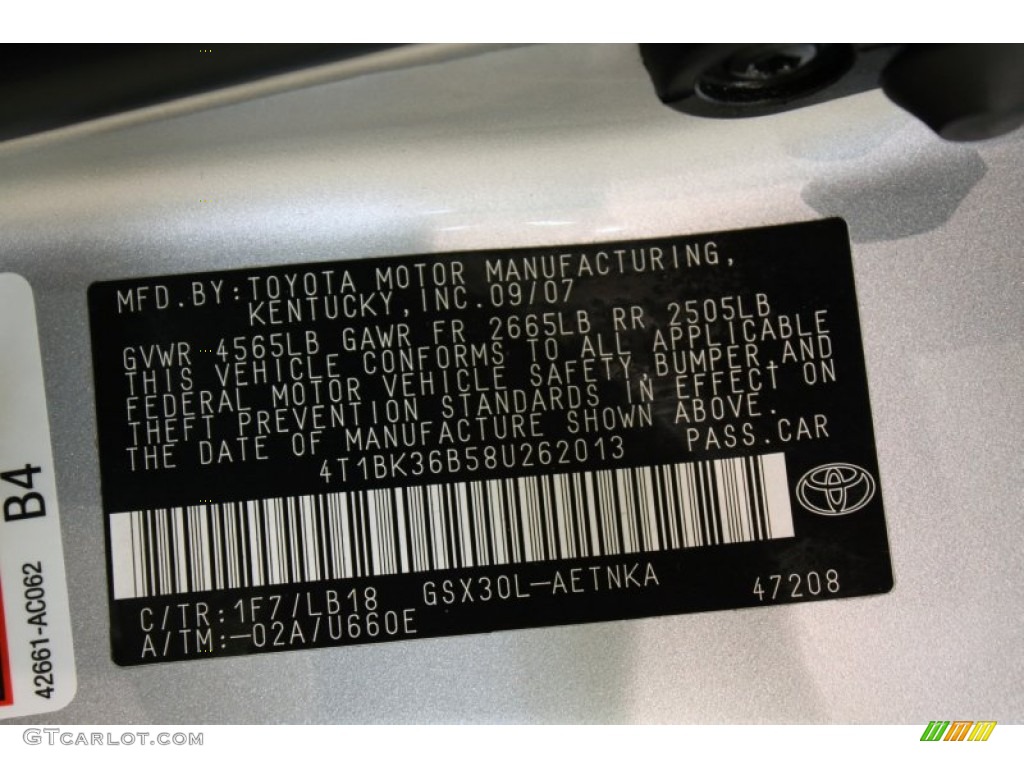 MFD.BY:TOYOTA MOTOR MANUFACTURING,
KENTUCKY, INC.09/07
GVWR 4565LB GAWR FR 2665LB RR 2505LB
THIS VEHICLE CONFORMS TO ALL APPLICABLE
FEDERAL MOTOR VEHICLE SAFETY,BUMPER,AND
THEFT PREVENTION STANDARDS IN EFFECT ON
THE DATE OF MANUFACTURE SHOWN ABOVE.
4T1BK36B58U262013 PASS.CAR
C/TR:1F7/LB18 GSX30L-AETNKA 47208
A/TM:-02A/U660E
B4
42661-AC062
GTCarlot.com